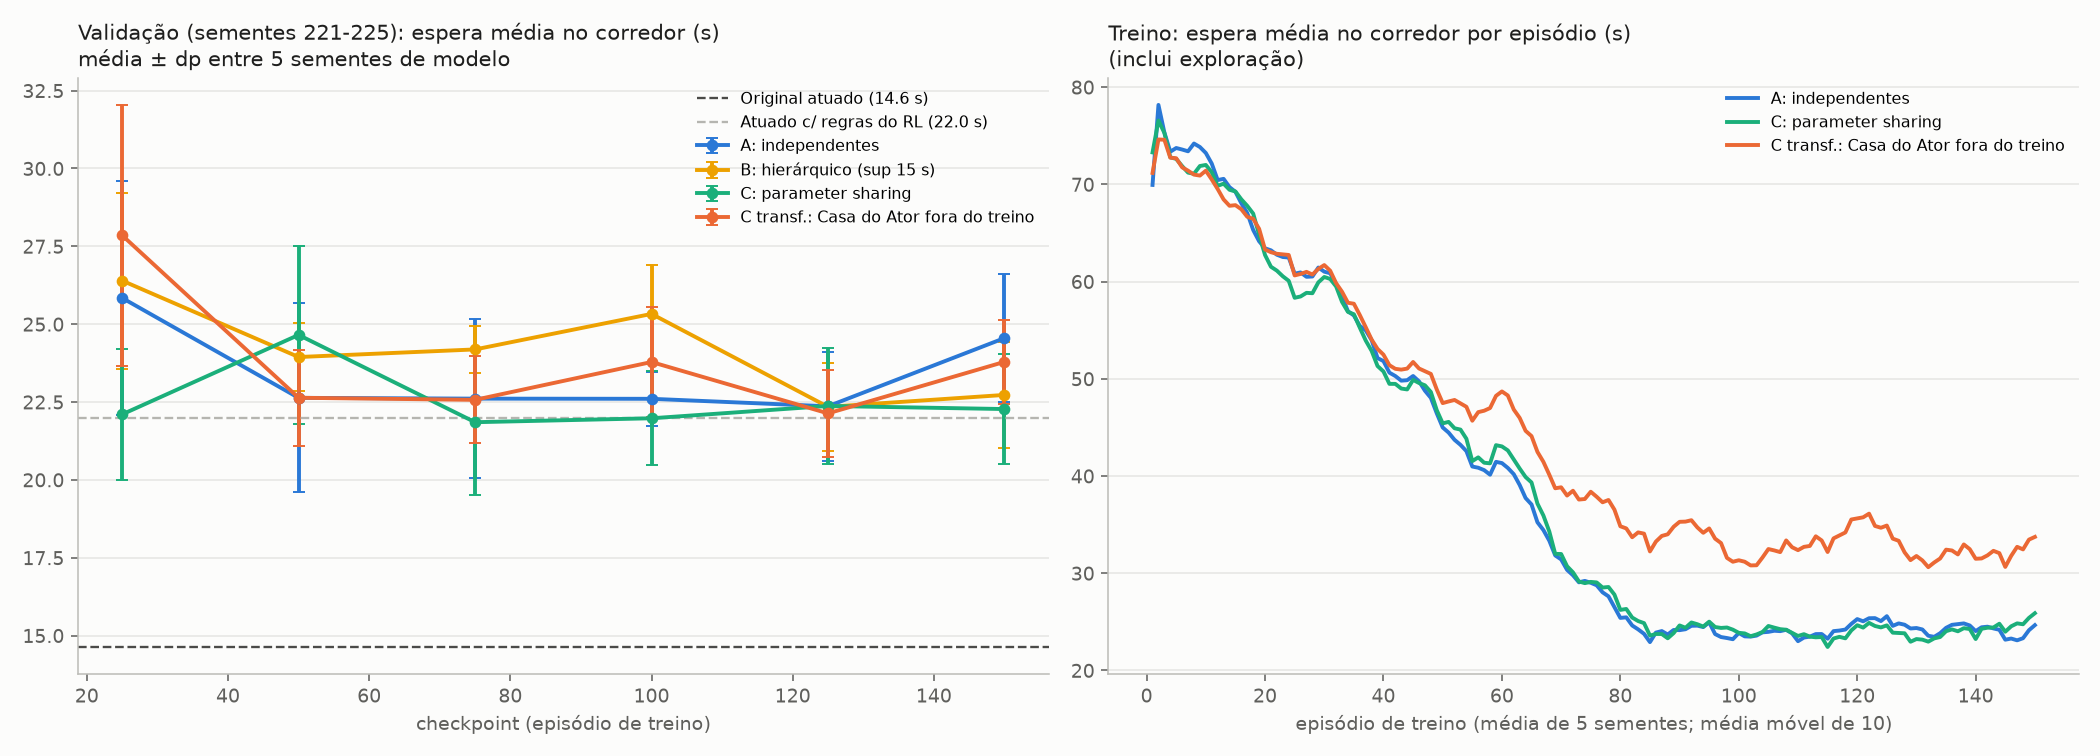 Validação (sementes 221-225): espera média no corredor (s)
média ± dp entre 5 sementes de modelo
32.5
30.0
27.5
25.0
22.5
20.0
17.5
15.0
Original atuado (14.6 s)
Atuado c/ regras do RL (22.0 s)
A: independentes
B: hierárquico (sup 15 s)
C: parameter sharing
C transf.: Casa do Ator fora do treino
20 40 60 80 100 120 140
checkpoint (episódio de treino)
Treino: espera média no corredor por episódio (s)
(inclui exploração)
80
70
60
50
40
30
20
A: independentes
C: parameter sharing
C transf.: Casa do Ator fora do treino
0 20 40 60 80 100 120 140
episódio de treino (média de 5 sementes; média móvel de 10)